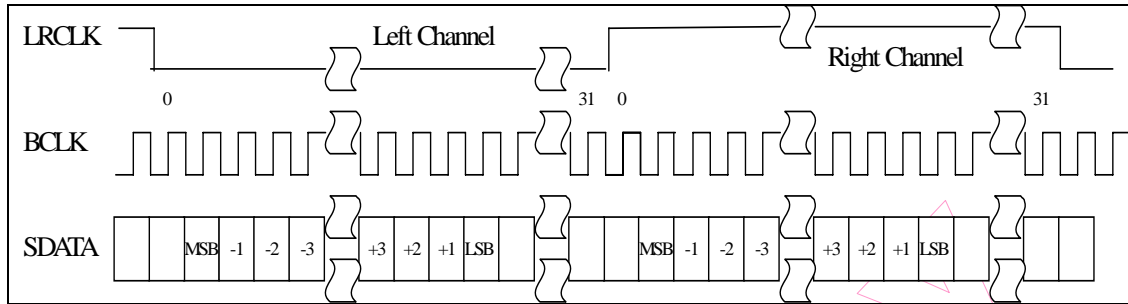 LRCLK Left Channel Right Channel
0 31 0 31
BCLK
SDATA MSB -1 -2 -3 +3 +2 +1 LSB MSB -1 -2 -3 +3 +2 +1 LSB